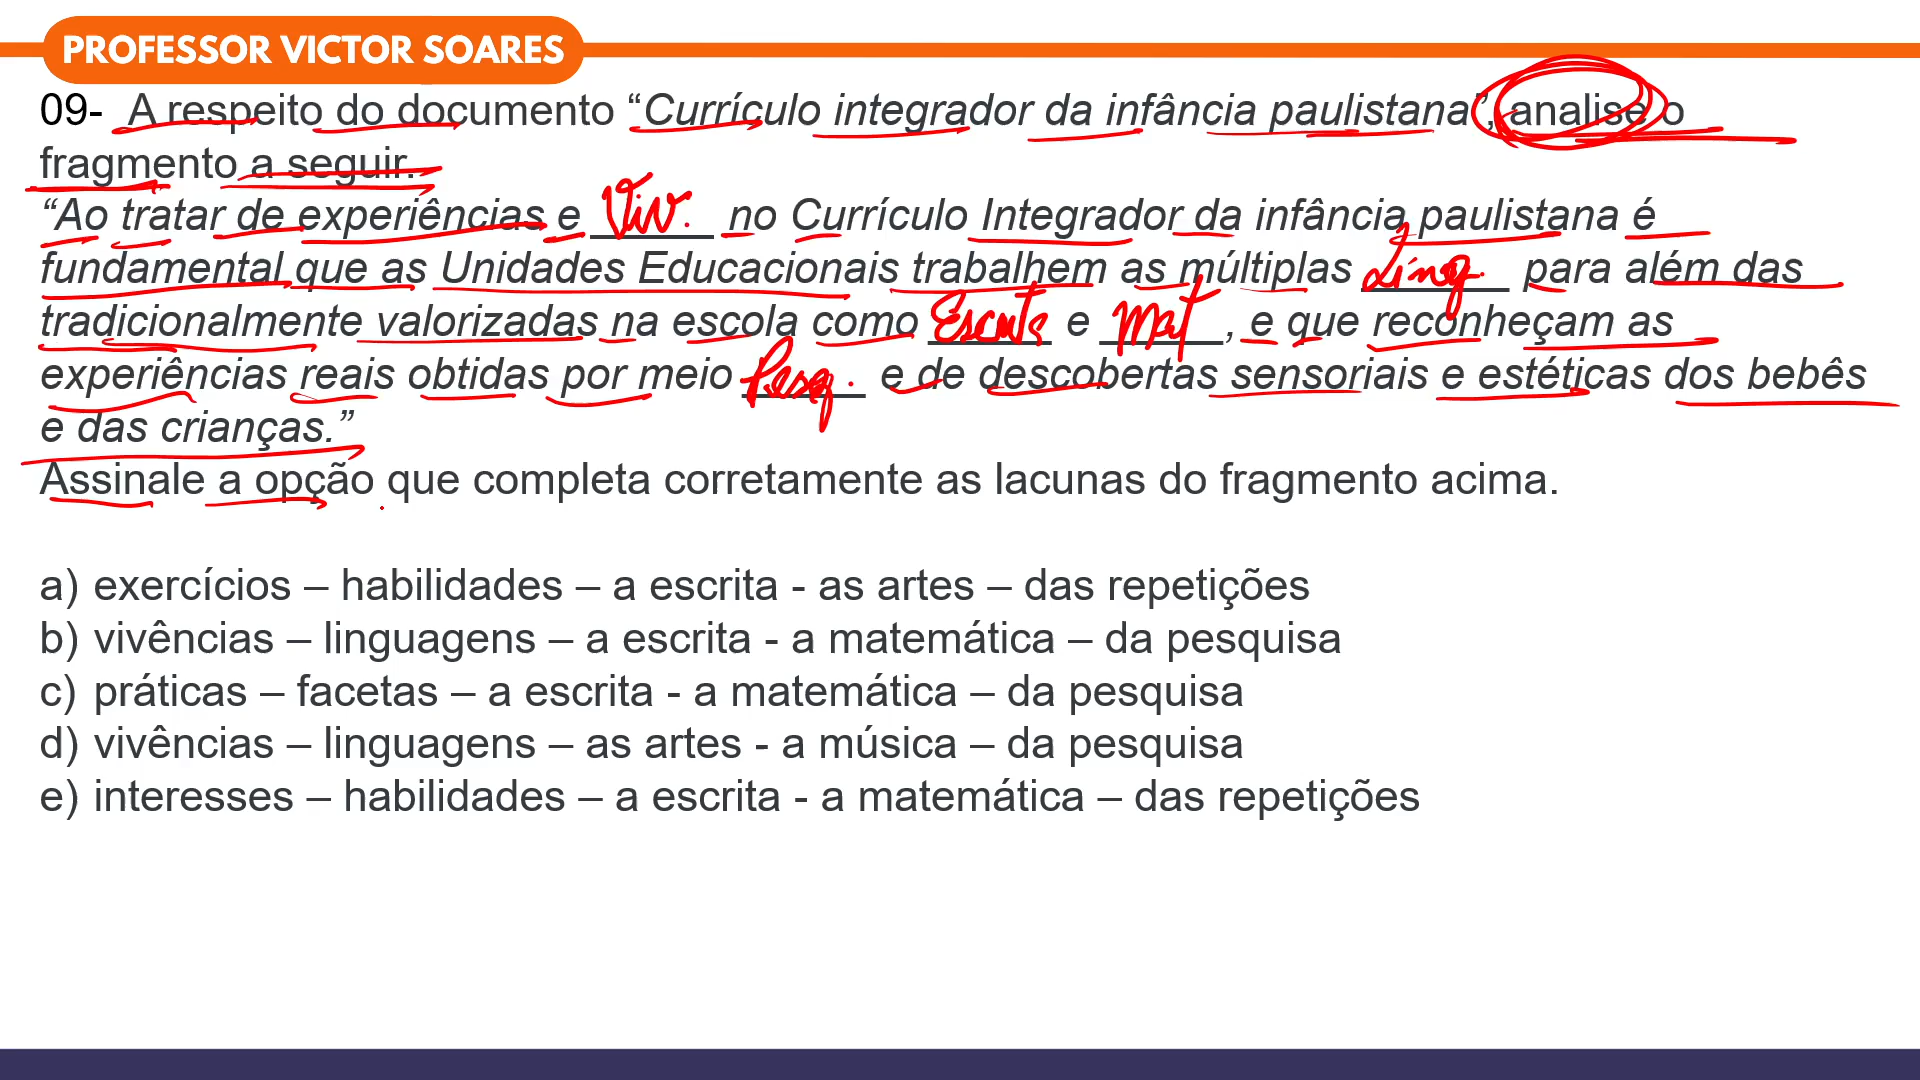 PROFESSOR VICTOR SOARES
09- A respeito do documento “Currículo integrador da infância paulistana”, analise o
fragmento a seguir.
“Ao tratar de experiências e Viv. no Currículo Integrador da infância paulistana é
fundamental que as Unidades Educacionais trabalhem as múltiplas Ling. para além das
tradicionalmente valorizadas na escola como Escrita e Mat, e que reconheçam as
experiências reais obtidas por meio Pesq. e de descobertas sensoriais e estéticas dos bebês
e das crianças.”
Assinale a opção que completa corretamente as lacunas do fragmento acima.
a) exercícios – habilidades – a escrita - as artes – das repetições
b) vivências – linguagens – a escrita - a matemática – da pesquisa
c) práticas – facetas – a escrita - a matemática – da pesquisa
d) vivências – linguagens – as artes - a música – da pesquisa
e) interesses – habilidades – a escrita - a matemática – das repetições